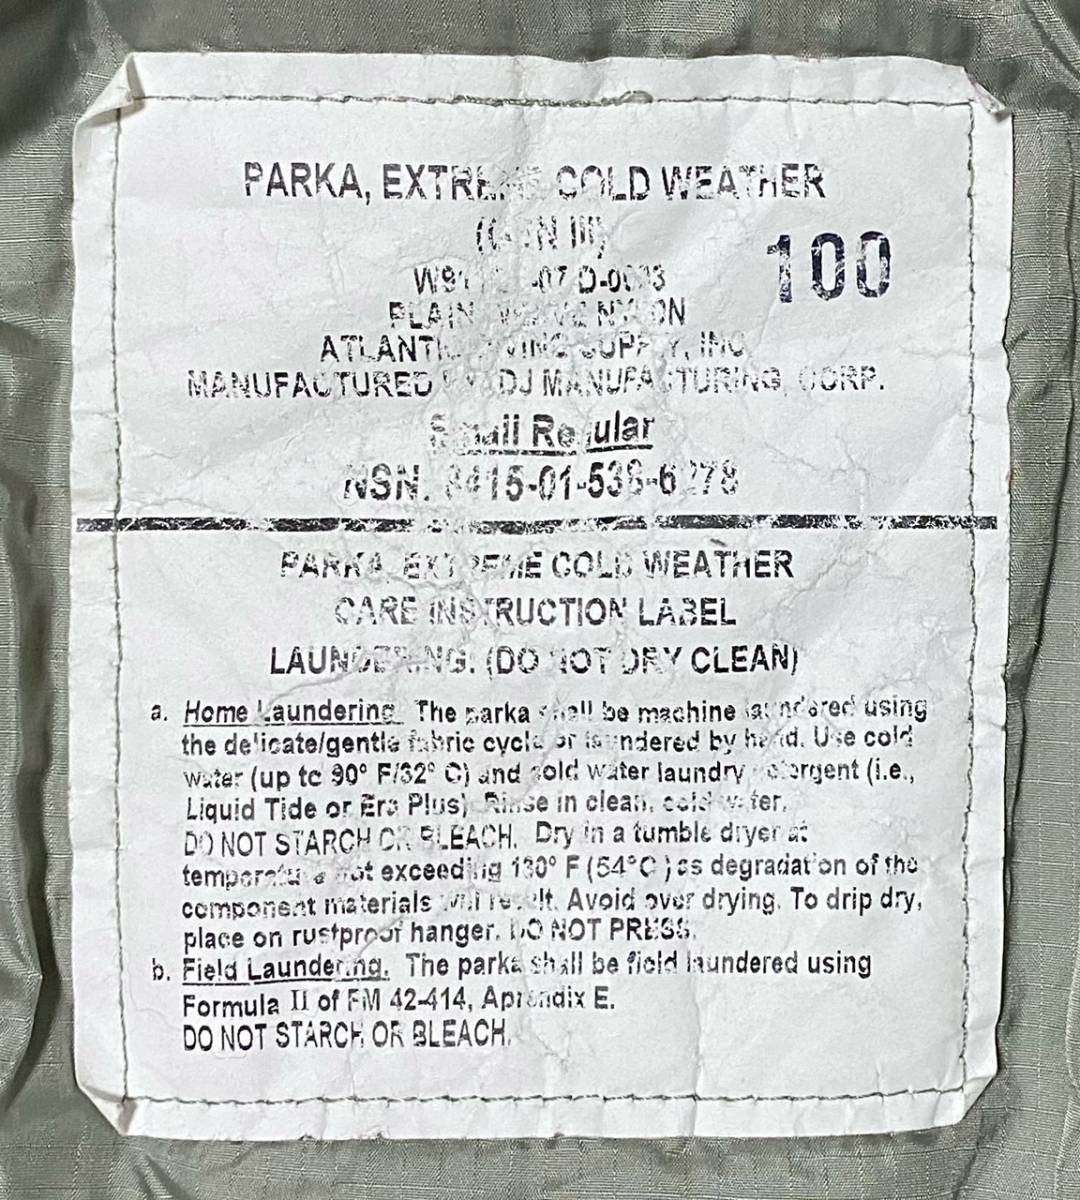 PARKA, EXTREME COLD WEATHER
(GEN III)
100
PLAIN WEAVE NYLON
ATLANTIC DIVING SUPPLY, INC
MANUFACTURED BY DJ MANUFACTURING, CORP.
Small Regular
NSN.
PARKA, EXTREME COLD WEATHER
CARE INSTRUCTION LABEL
LAUNDERING: (DO NOT DRY CLEAN)
a. Home Laundering. The parka shall be machine laundered using
the delicate/gentle fabric cycle or laundered by hand. Use cold
water (up to 90° F/32° C) and cold water laundry detergent (i.e.,
Liquid Tide or Era Plus). Rinse in clean, cold water.
DO NOT STARCH OR BLEACH. Dry in a tumble dryer at
temperature not exceeding 130° F (54°C ) as degradation of the
component materials will result. Avoid over drying. To drip dry,
place on rustproof hanger. DO NOT PRESS.
b. Field Laundering. The parka shall be field laundered using
Formula II of FM 42-414, Appendix E.
DO NOT STARCH OR BLEACH.